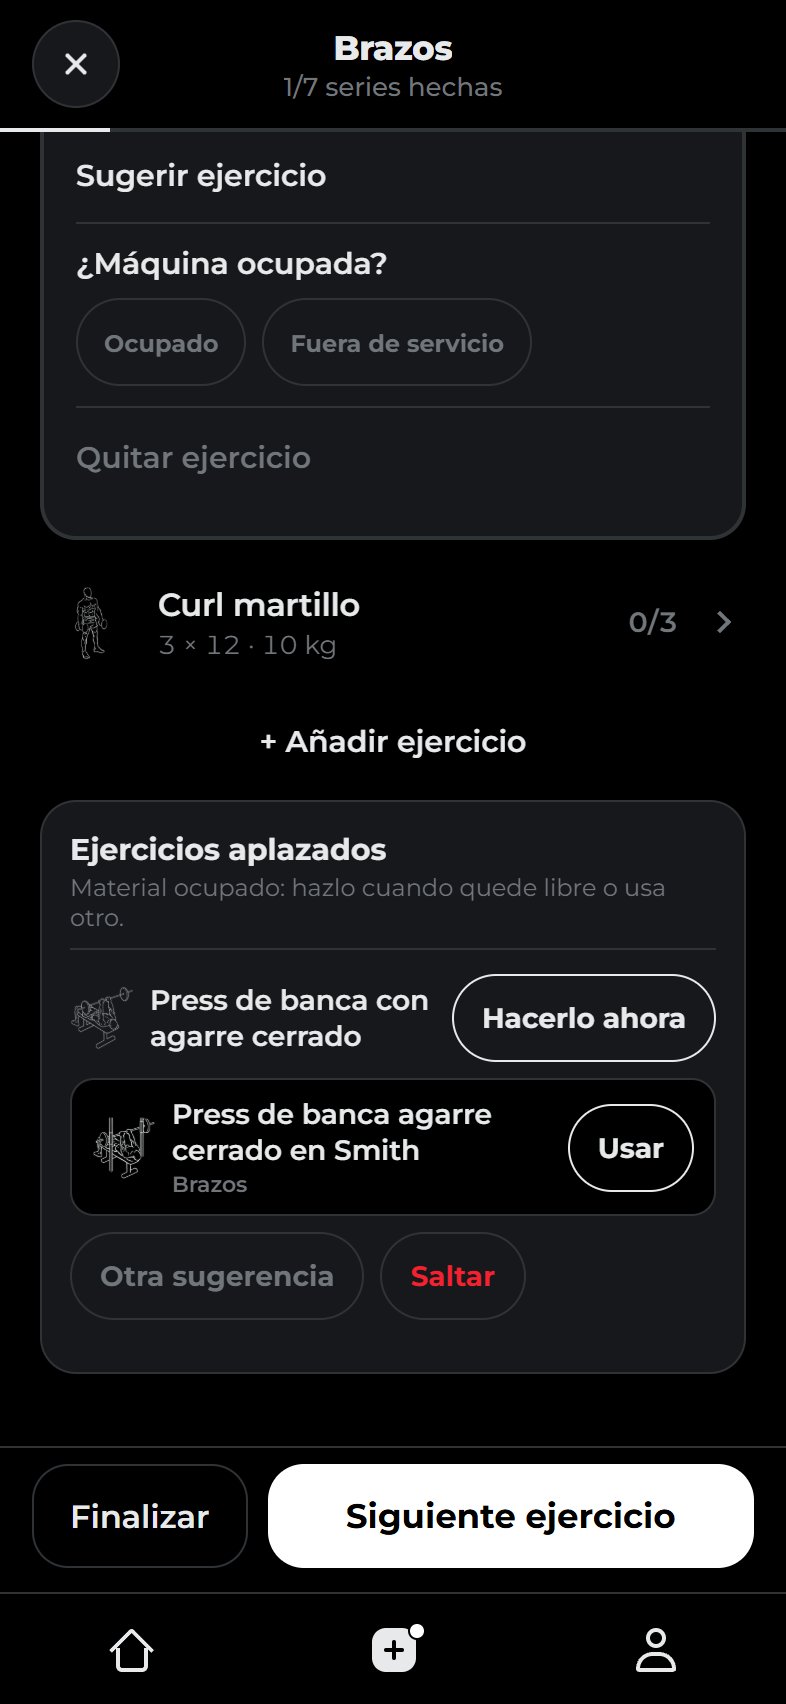 Brazos
1/7 series hechas
Sugerir ejercicio
¿Máquina ocupada?
Ocupado
Fuera de servicio
Quitar ejercicio
Curl martillo
3 × 12 · 10 kg
0/3
+ Añadir ejercicio
Ejercicios aplazados
Material ocupado: hazlo cuando quede libre o usa
otro.
Press de banca con
agarre cerrado
Hacerlo ahora
Press de banca agarre
cerrado en Smith
Brazos
Usar
Otra sugerencia
Saltar
Finalizar
Siguiente ejercicio